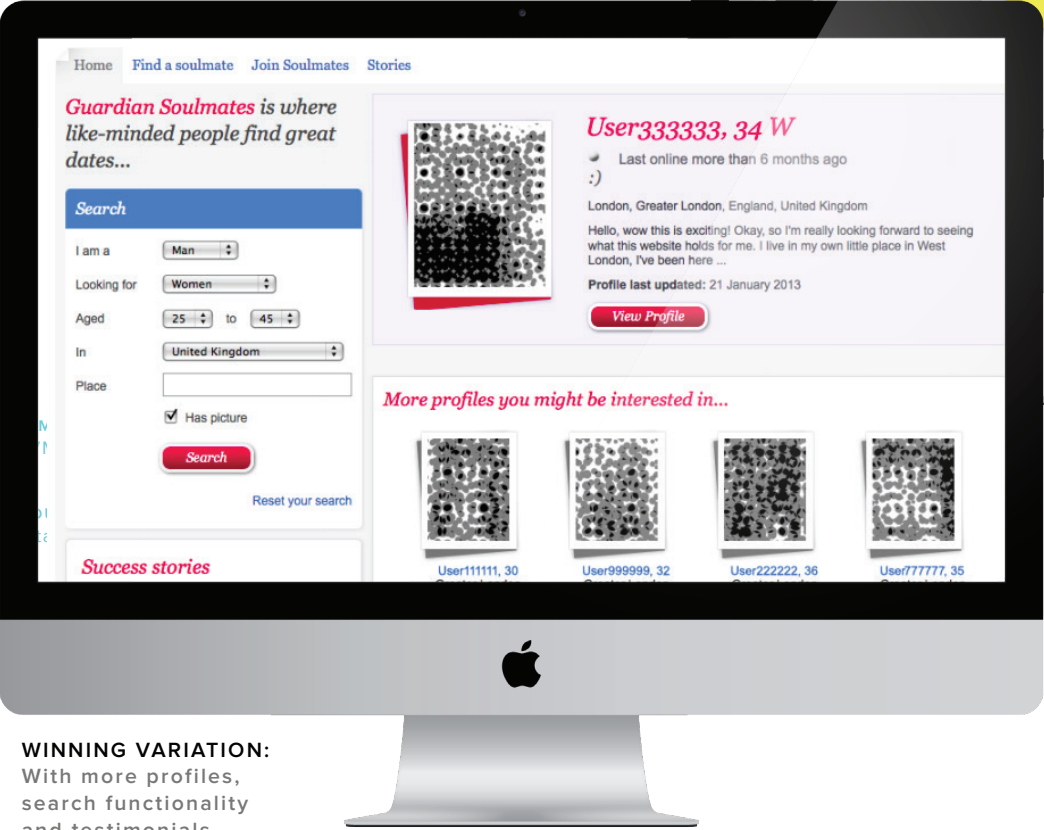 Home Find a soulmate Join Soulmates Stories
Guardian Soulmates is where
like-minded people find great
dates...
Search
I am a Man
Looking for Women
Aged 25 to 45
In United Kingdom
Place
Has picture
Search
Reset your search
Success stories
User333333, 34 W
Last online more than 6 months ago
:)
London, Greater London, England, United Kingdom
Hello, wow this is exciting! Okay, so I'm really looking forward to seeing
what this website holds for me. I live in my own little place in West
London, I've been here ...
Profile last updated: 21 January 2013
View Profile
More profiles you might be interested in...
User111111, 30 User999999, 32 User222222, 36 User777777, 35
WINNING VARIATION:
With more profiles,
search functionality
and testimonials